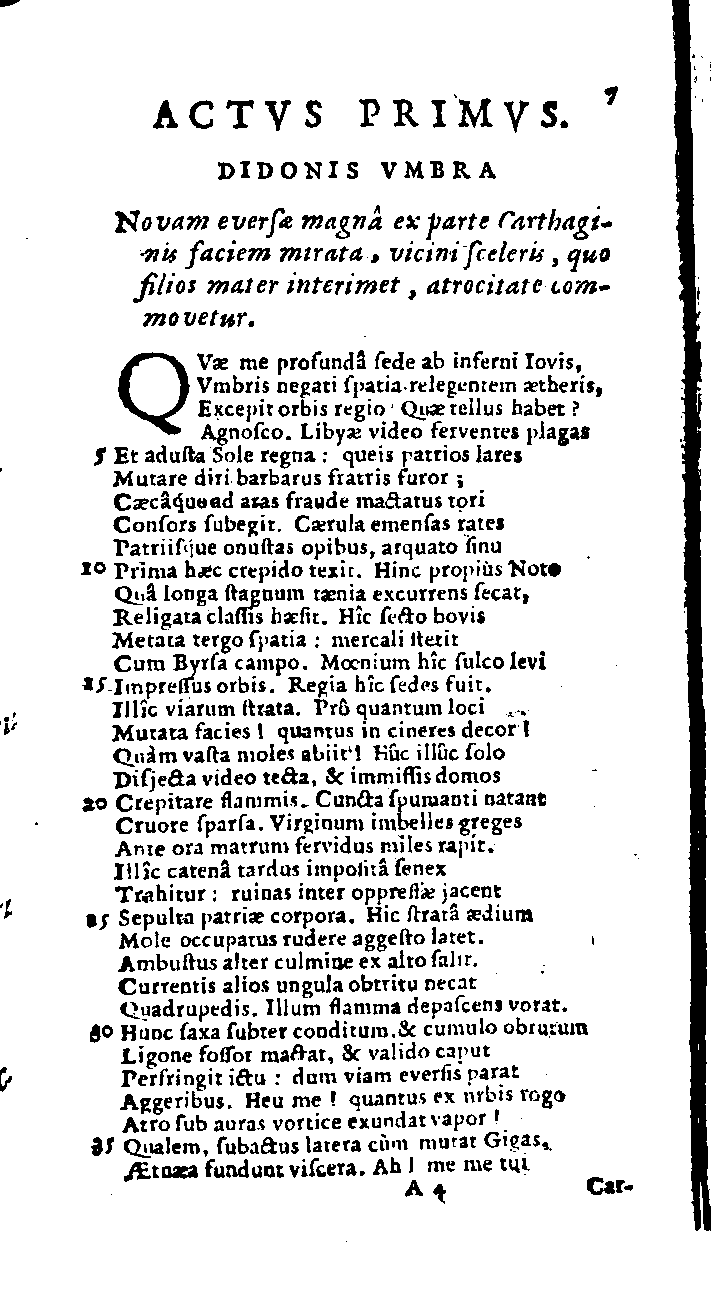 7
ACTVS PRIMVS.
DIDONIS VMBRA
Novam everſæ magnâ ex parte Carthagi-
nis faciem mirata, vicini ſceleris, quo
filios mater interimet, atrocitate com-
movetur.
QVæ me profundâ ſede ab inferni Iovis,
Vmbris negati ſpatia relegentem ætheris,
Excepit orbis regio? Quæ tellus habet?
Agnoſco. Libyæ video ferventes plagas
5 Et aduſta Sole regna: queis patrios lares
Mutare diri barbarus fratris furor;
Cæcâque ad aras fraude mactatus tori
Conſors ſubegit. Cærula emenſas rates
Patriiſque onuſtas opibus, arquato ſinu
10 Prima hæc crepido texit. Hinc propiùs Noto
Quâ longa ſtagnum tænia excurrens ſecat,
Religata claſſis hæſit. Hîc ſecto bovis
Metata tergo ſpatia: mercali ſtetit
Cum Byrſa campo. Mœnium hîc ſulco levi
15 Impreſſus orbis. Regia hîc ſedes fuit.
Illîc viarum ſtrata. Prô quantum loci
Mutata facies! quantus in cineres decor!
Quàm vaſta moles abiit! Hûc illûc ſolo
Diſjecta video tecta, & immiſſis domos
20 Crepitare flammis. Cuncta ſpumanti natant
Cruore ſparſa. Virginum imbelles greges
Ante ora matrum fervidus miles rapit.
Illîc catenâ tardus impoſitâ ſenex
Trahitur: ruinas inter oppreſſæ jacent
25 Sepulta patriæ corpora. Hic ſtratâ ædium
Mole occupatus rudere aggeſto latet.
Ambuſtus alter culmine ex alto ſalit.
Currentis alios ungula obtritu necat
Quadrupedis. Illum flamma depaſcens vorat.
30 Hunc ſaxa ſubter conditum, & cumulo obrutum
Ligone foſſor mactat, & valido caput
Perfringit ictu: dum viam everſis parat
Aggeribus. Heu me! quantus ex urbis rogo
Atro ſub auras vortice exundat vapor!
35 Qualem, ſubactus latera cùm mutat Gigas,
Ætnæa fundunt viſcera. Ah! me me tui
A 4 Car-